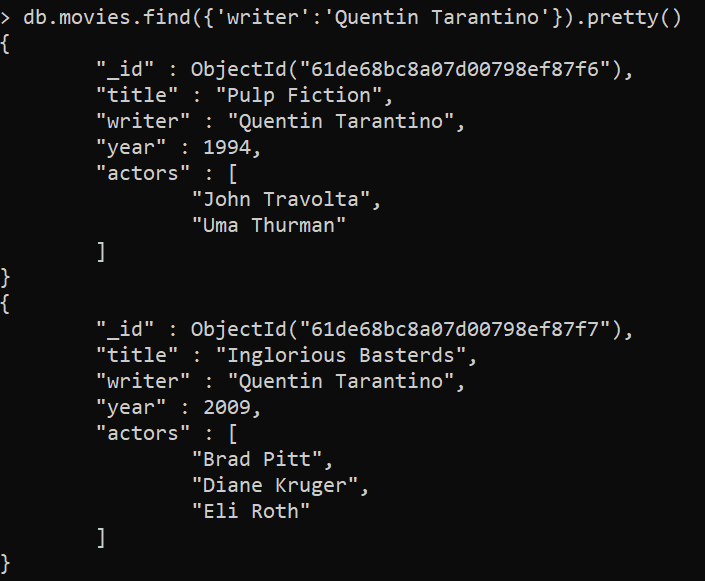 > db.movies.find({'writer':'Quentin Tarantino'}).pretty()
{
        "_id" : ObjectId("61de68bc8a07d00798ef87f6"),
        "title" : "Pulp Fiction",
        "writer" : "Quentin Tarantino",
        "year" : 1994,
        "actors" : [
                "John Travolta",
                "Uma Thurman"
        ]
}
{
        "_id" : ObjectId("61de68bc8a07d00798ef87f7"),
        "title" : "Inglorious Basterds",
        "writer" : "Quentin Tarantino",
        "year" : 2009,
        "actors" : [
                "Brad Pitt",
                "Diane Kruger",
                "Eli Roth"
        ]
}